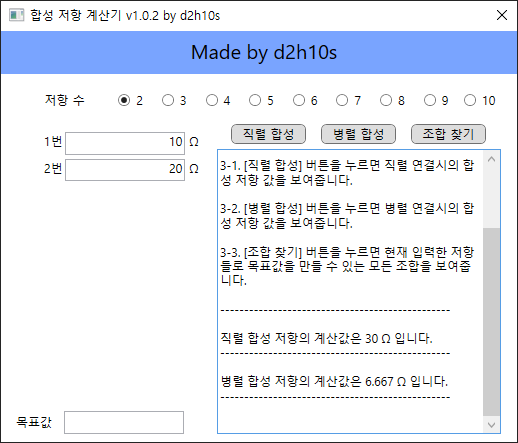 합성 저항 계산기 v1.0.2 by d2h10s
Made by d2h10s
저항 수 2 3 4 5 6 7 8 9 10
직렬 합성 병렬 합성 조합 찾기
1번 10 Ω
2번 20 Ω
3-1. [직렬 합성] 버튼을 누르면 직렬 연결시의 합
성 저항 값을 보여줍니다.
3-2. [병렬 합성] 버튼을 누르면 병렬 연결시의 합
성 저항 값을 보여줍니다.
3-3. [조합 찾기] 버튼을 누르면 현재 입력한 저항
들로 목표값을 만들 수 있는 모든 조합을 보여줍
니다.
----------------------------------------------
직렬 합성 저항의 계산값은 30 Ω 입니다.
----------------------------------------------
병렬 합성 저항의 계산값은 6.667 Ω 입니다.
----------------------------------------------
목표값